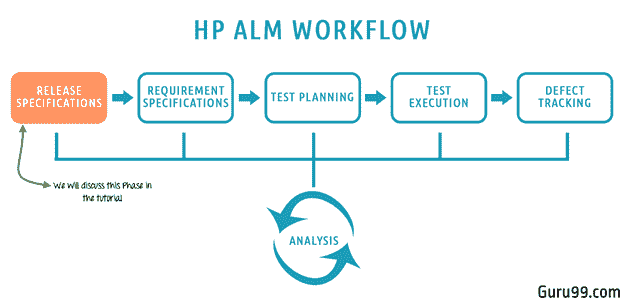 HP ALM WORKFLOW
RELEASE
SPECIFICATIONS
REQUIREMENT
SPECIFICATIONS
TEST PLANNING
TEST
EXECUTION
DEFECT
TRACKING
We will discuss this Phase in
the tutorial
ANALYSIS
Guru99.com